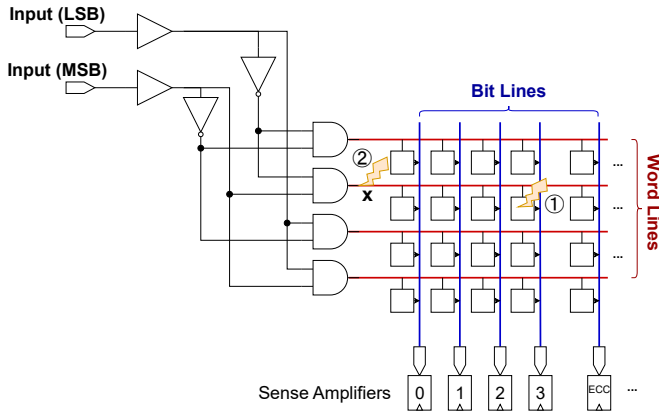 Input (LSB)
Input (MSB)
Bit Lines
②
x
①
...
...
...
...
Word Lines
Sense Amplifiers
0
1
2
3
ECC
...